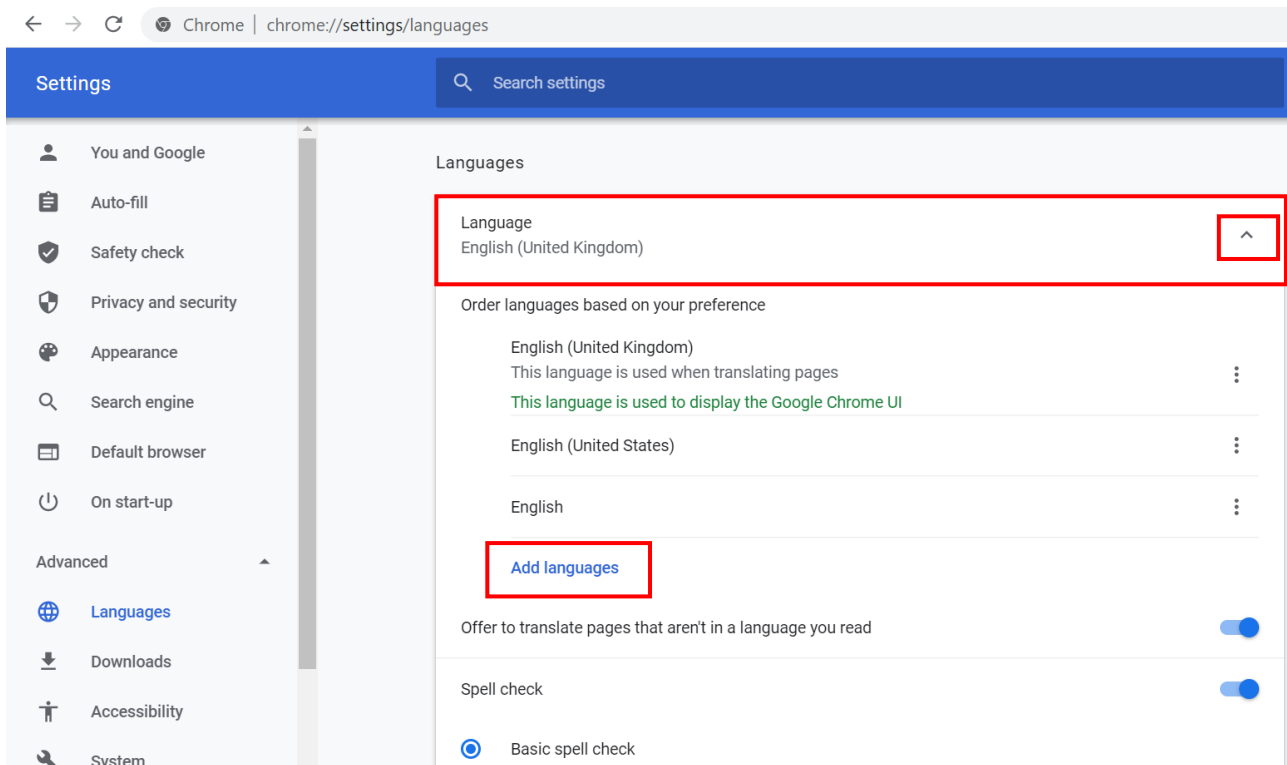 Chrome | chrome://settings/languages
Settings
Search settings
You and Google
Auto-fill
Safety check
Privacy and security
Appearance
Search engine
Default browser
On start-up
Advanced
Languages
Downloads
Accessibility
System
Languages
Language
English (United Kingdom)
Order languages based on your preference
English (United Kingdom)
This language is used when translating pages
This language is used to display the Google Chrome UI
English (United States)
English
Add languages
Offer to translate pages that aren't in a language you read
Spell check
Basic spell check